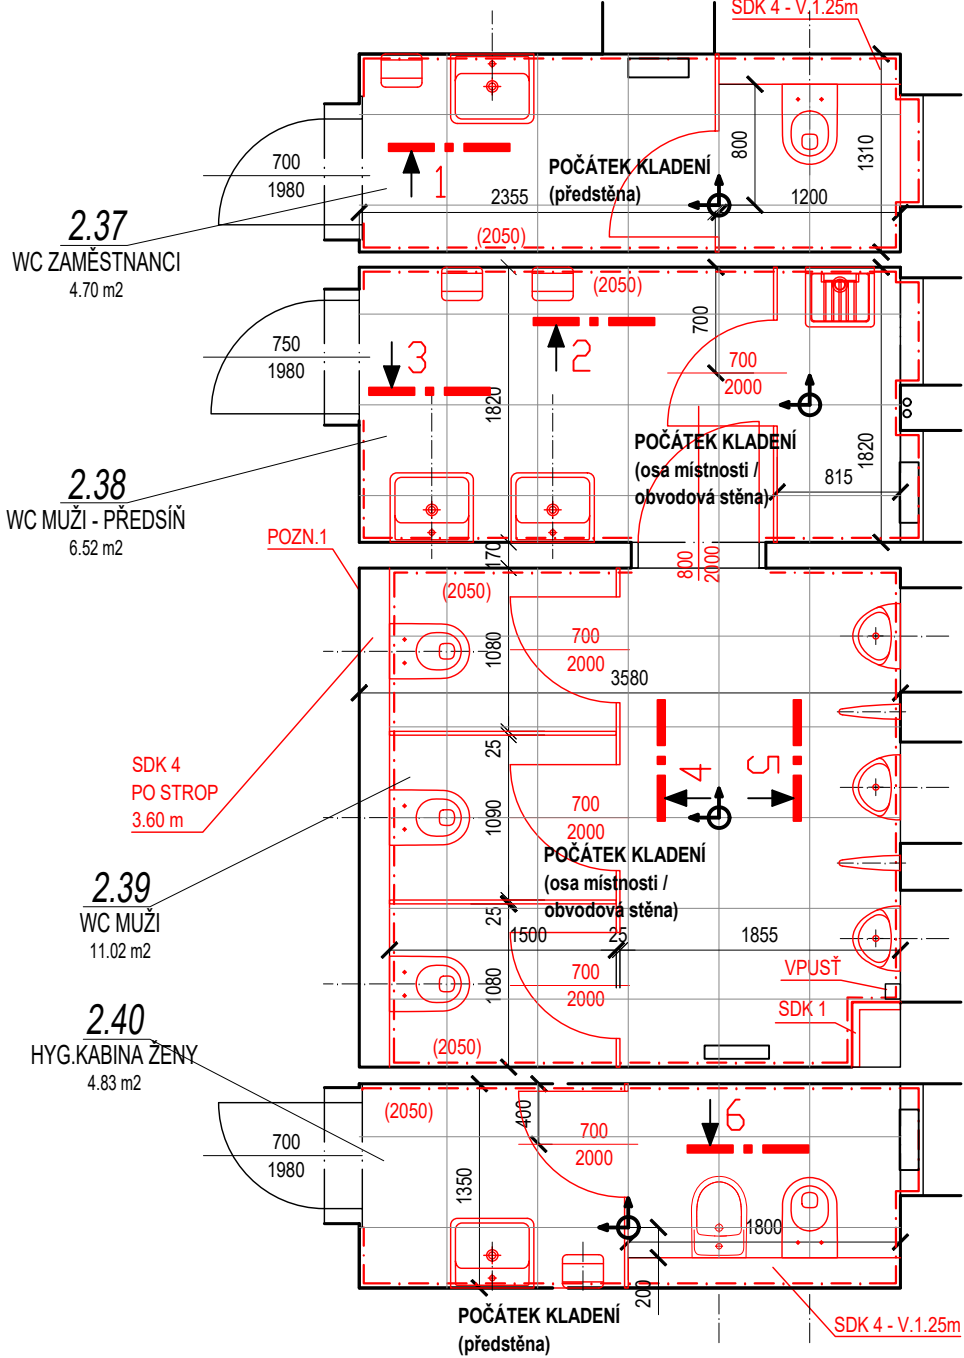 SDK 4 - V.1.25m
700
1980
1
2355
POČÁTEK KLADENÍ
(předstěna)
800
1310
1200
(2050)
2.37
WC ZAMĚSTNANCI
4.70 m2
750
1980
3
2
(2050)
700
700
2000
1820
POČÁTEK KLADENÍ
(osa místnosti /
obvodová stěna)
815
1820
2.38
WC MUŽI - PŘEDSÍŇ
6.52 m2
POZN.1
170
800
2000
(2050)
1080
700
2000
3580
25
4
5
SDK 4
PO STROP
3.60 m
1090
700
2000
POČÁTEK KLADENÍ
(osa místnosti /
obvodová stěna)
2.39
WC MUŽI
11.02 m2
25
1500
25
1855
1080
700
2000
VPUSŤ
SDK 1
(2050)
2.40
HYG.KABINA ŽENY
4.83 m2
(2050)
400
700
2000
6
700
1980
1350
1800
200
POČÁTEK KLADENÍ
(předstěna)
SDK 4 - V.1.25m